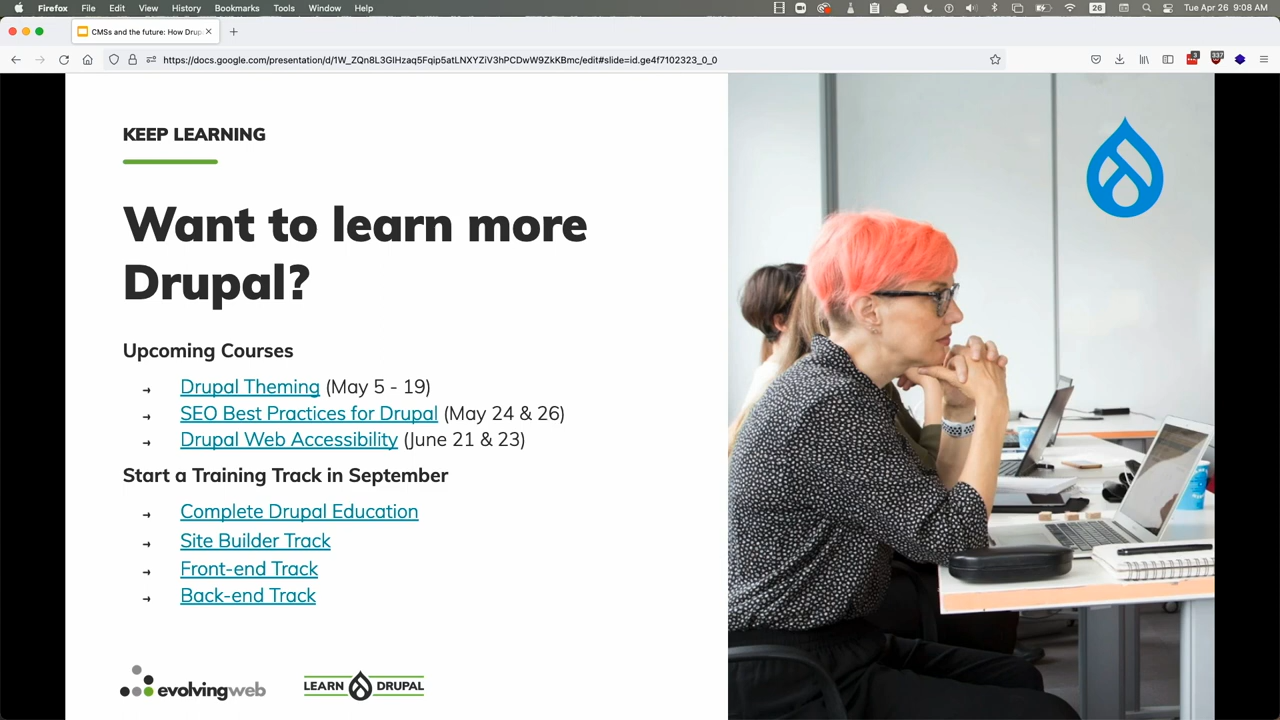 Firefox File Edit View History Bookmarks Tools Window Help 26 Tue Apr 26 9:08 AM
CMSs and the future: How Drup
https://docs.google.com/presentation/d/1W_ZQn8L3GIHzaq5Fqip5atLNXYZiV3hPCDwW9ZkKBmc/edit#slide=id.ge4f7102323_0_0
3 337
KEEP LEARNING
Want to learn more
Drupal?
Upcoming Courses
→ Drupal Theming (May 5 - 19)
→ SEO Best Practices for Drupal (May 24 & 26)
→ Drupal Web Accessibility (June 21 & 23)
Start a Training Track in September
→ Complete Drupal Education
→ Site Builder Track
→ Front-end Track
→ Back-end Track
evolvingweb
LEARN DRUPAL